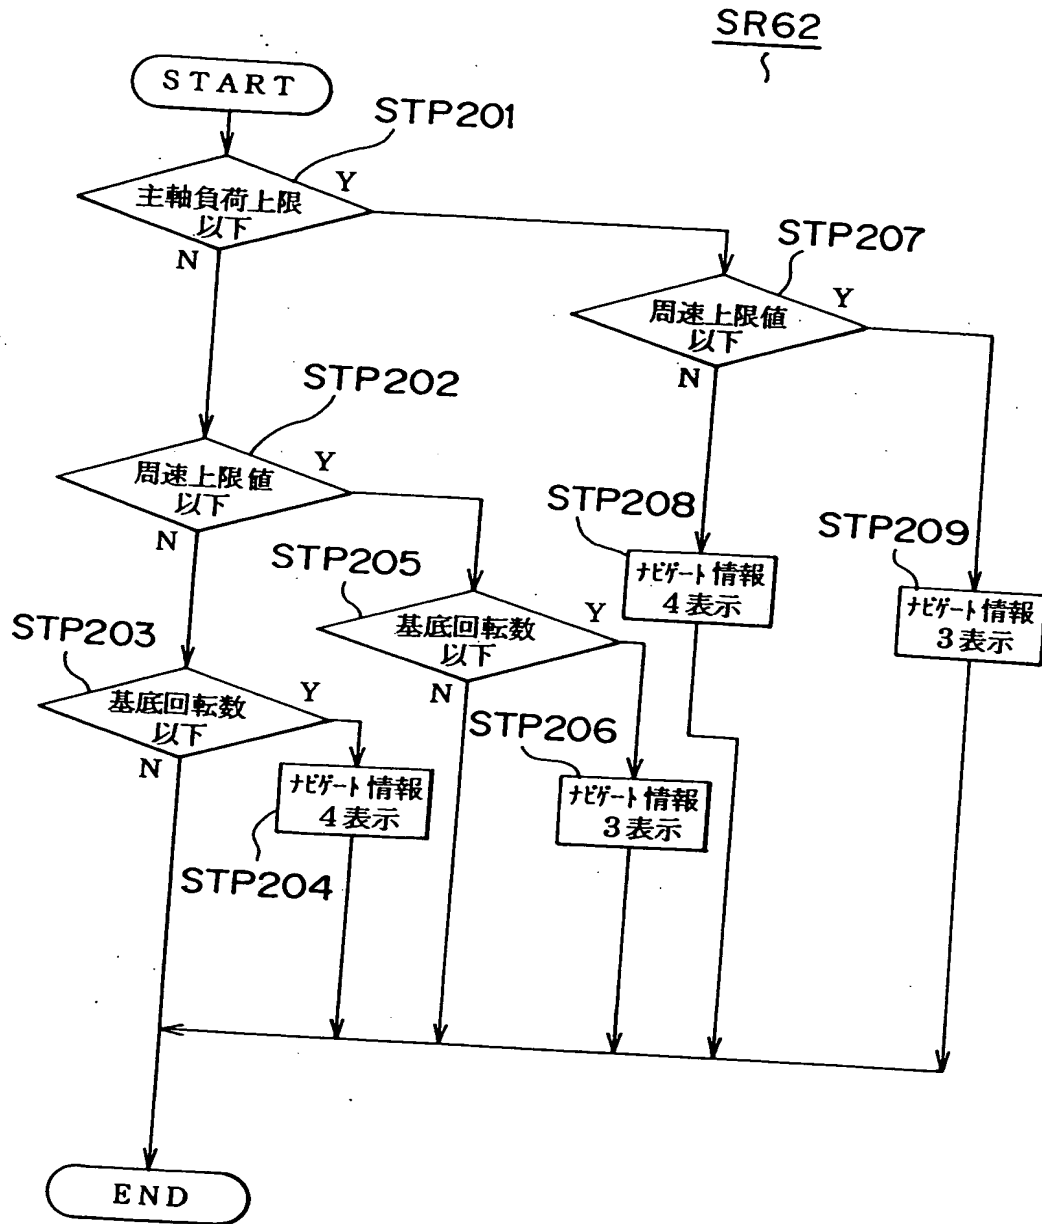 SR62
START
STP201
主軸負荷上限
以下
Y
N
STP207
周速上限値
以下
Y
N
STP202
周速上限値
以下
Y
N
STP208
ナビゲート情報
4表示
STP209
ナビゲート情報
3表示
STP205
基底回転数
以下
Y
N
STP203
基底回転数
以下
Y
N
STP206
ナビゲート情報
3表示
ナビゲート情報
4表示
STP204
END